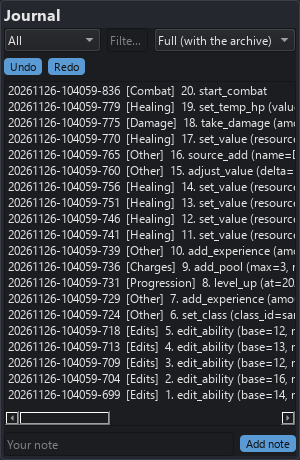 Journal
All
Filte...
Full (with the archive)
Undo
Redo
20261126-104059-836 [Combat] 20. start_combat
20261126-104059-779 [Healing] 19. set_temp_hp (valu
20261126-104059-775 [Damage] 18. take_damage (amo
20261126-104059-770 [Healing] 17. set_value (resourc
20261126-104059-765 [Other] 16. source_add (name=D
20261126-104059-760 [Other] 15. adjust_value (delta=
20261126-104059-756 [Healing] 14. set_value (resourc
20261126-104059-751 [Healing] 13. set_value (resourc
20261126-104059-746 [Healing] 12. set_value (resourc
20261126-104059-741 [Healing] 11. set_value (resourc
20261126-104059-739 [Other] 10. add_experience (am
20261126-104059-736 [Charges] 9. add_pool (max=3, r
20261126-104059-731 [Progression] 8. level_up (at=20
20261126-104059-729 [Other] 7. add_experience (amo
20261126-104059-724 [Other] 6. set_class (class_id=sa
20261126-104059-718 [Edits] 5. edit_ability (base=12, r
20261126-104059-713 [Edits] 4. edit_ability (base=13, r
20261126-104059-709 [Edits] 3. edit_ability (base=12, r
20261126-104059-704 [Edits] 2. edit_ability (base=16, r
20261126-104059-699 [Edits] 1. edit_ability (base=14, r
Your note
Add note